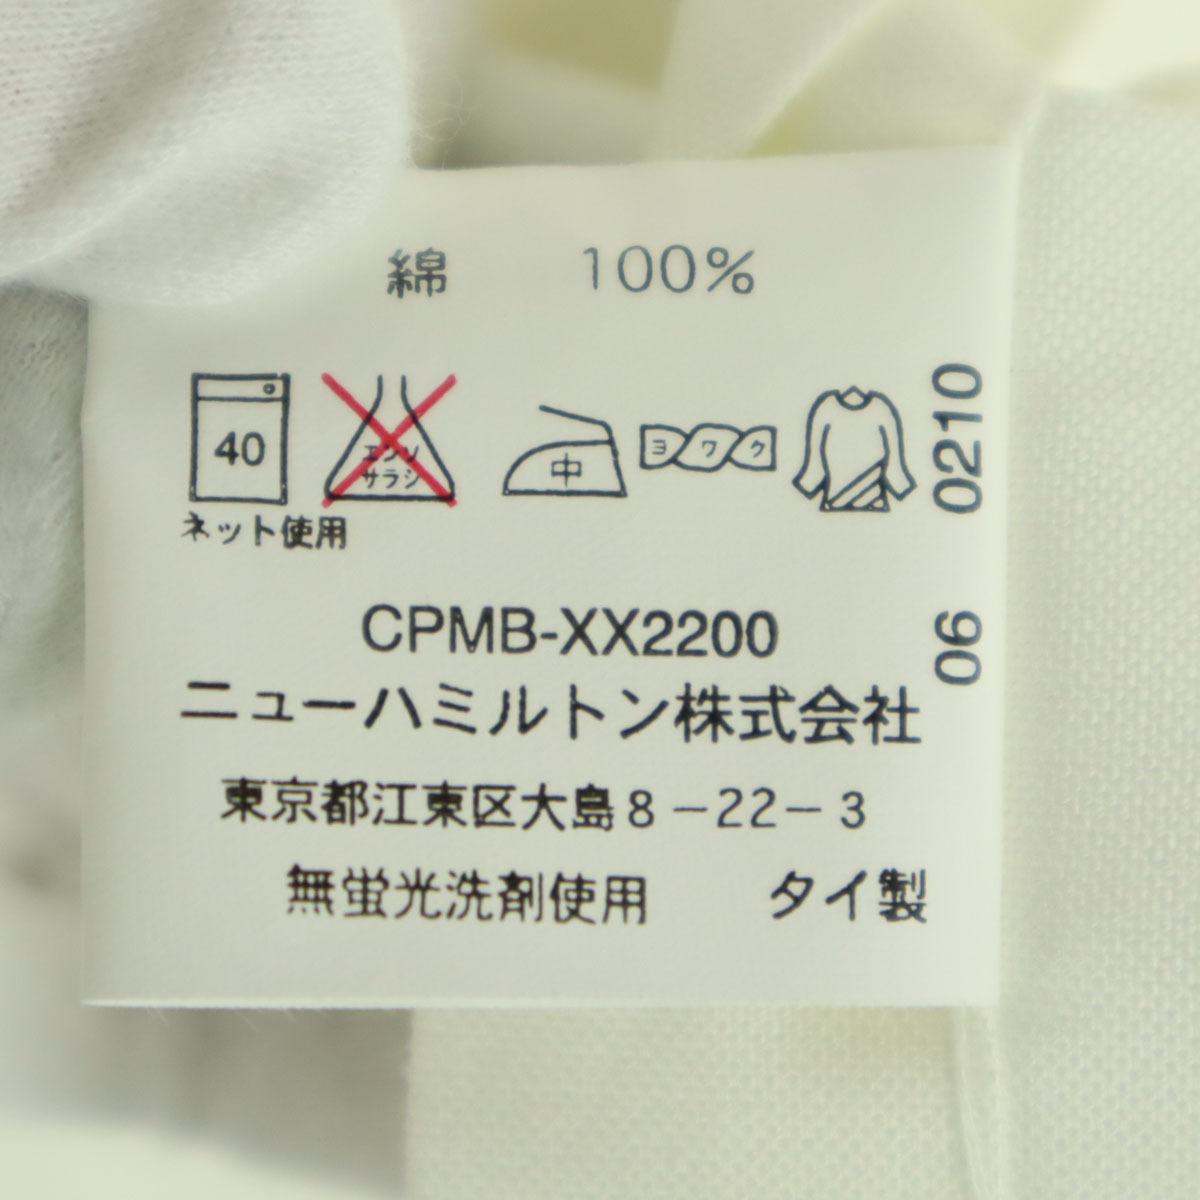 綿 100%
40
エンソ
サラシ
中
ヨワク
ネット使用
CPMB-XX2200
ニューハミルトン株式会社
東京都江東区大島8-22-3
無蛍光洗剤使用 タイ製
06 0210